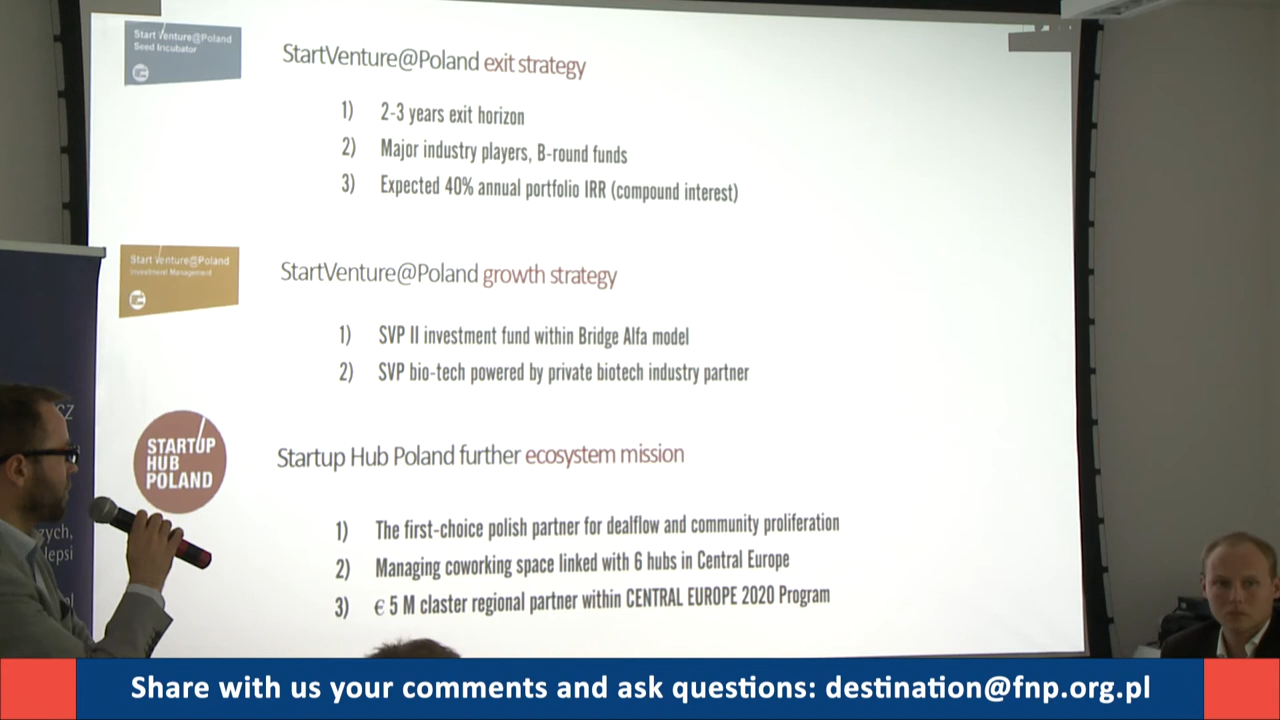 Start Venture@Poland
Seed Incubator
StartVenture@Poland exit strategy
1) 2-3 years exit horizon
2) Major industry players, B-round funds
3) Expected 40% annual portfolio IRR (compound interest)
Start Venture@Poland
Investment Management
StartVenture@Poland growth strategy
1) SVP II investment fund within Bridge Alfa model
2) SVP bio-tech powered by private biotech industry partner
STARTUP
HUB
POLAND
Startup Hub Poland further ecosystem mission
1) The first-choice polish partner for dealflow and community proliferation
2) Managing coworking space linked with 6 hubs in Central Europe
3) € 5 M claster regional partner within CENTRAL EUROPE 2020 Program
cz
zych,
lepsi
pl
Share with us your comments and ask questions: destination@fnp.org.pl